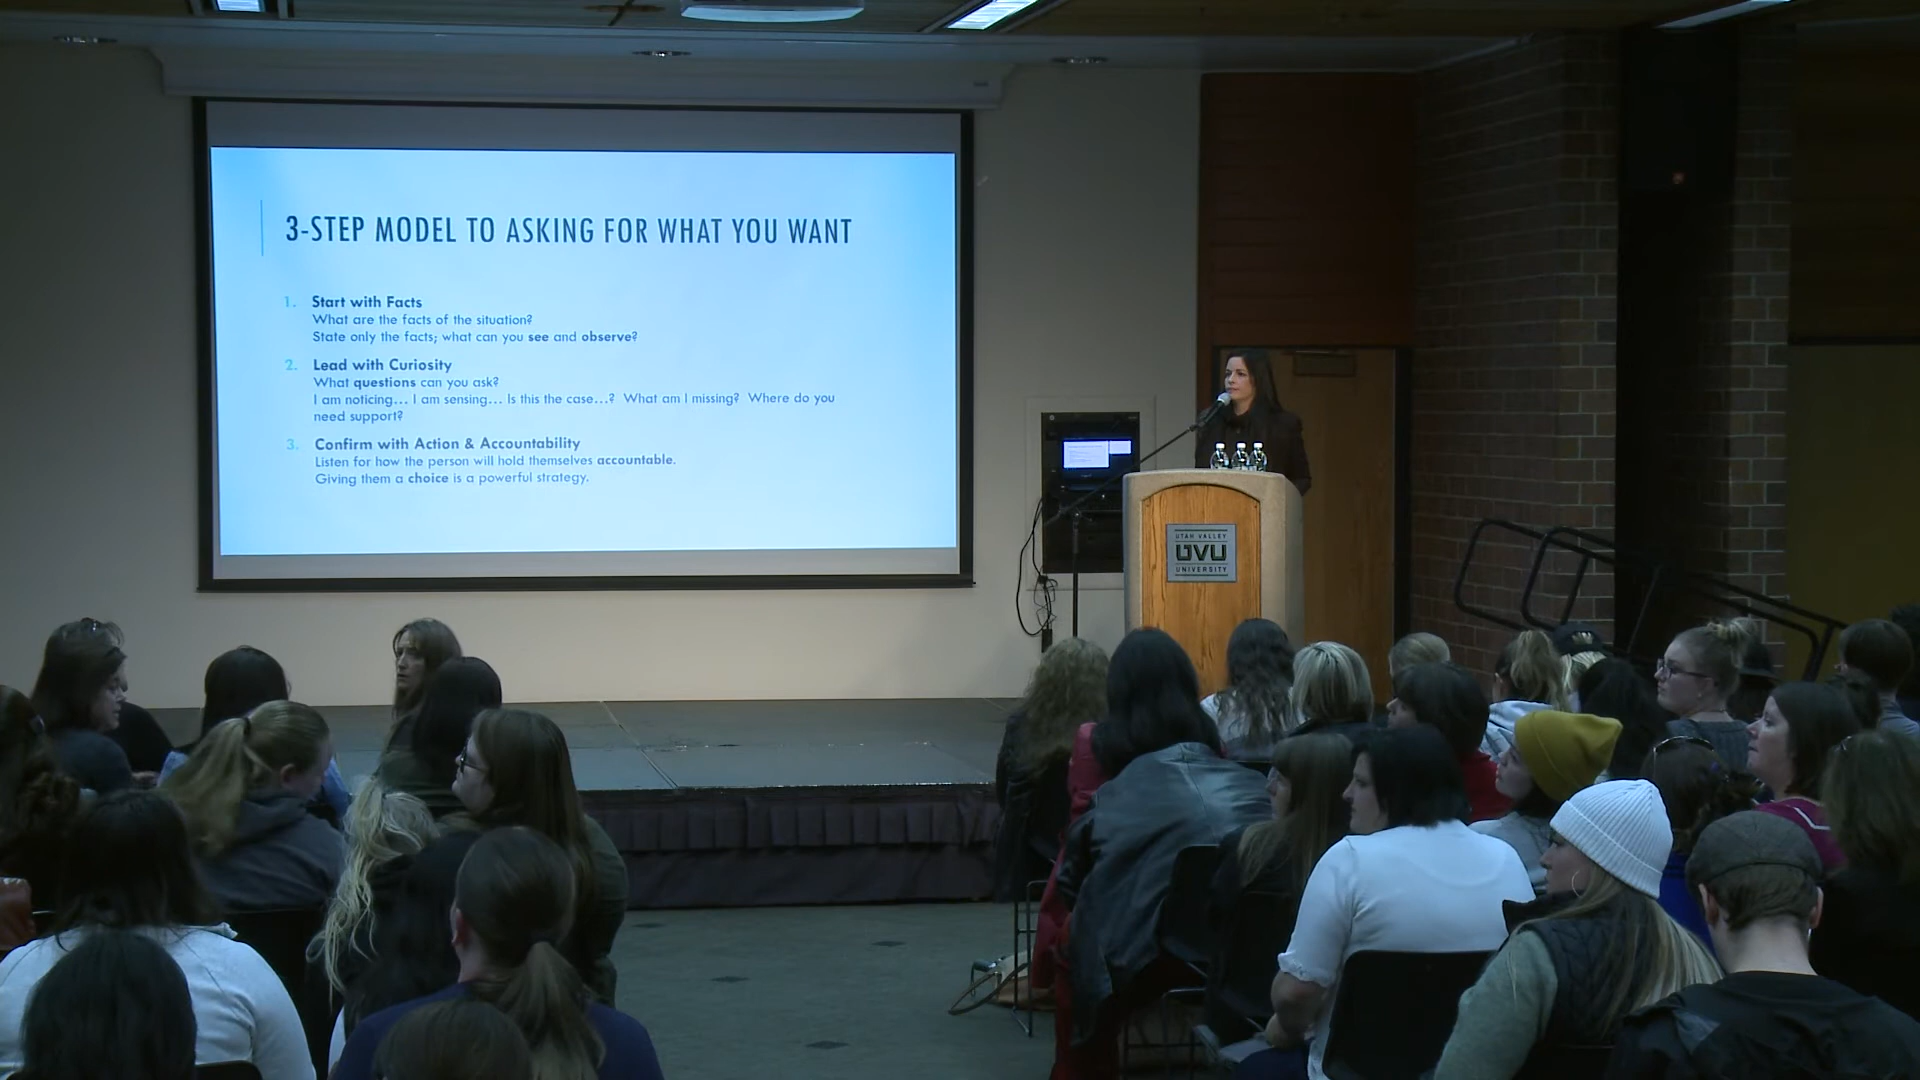 3-STEP MODEL TO ASKING FOR WHAT YOU WANT
1. Start with Facts
What are the facts of the situation?
State only the facts; what can you see and observe?
2. Lead with Curiosity
What questions can you ask?
I am noticing... I am sensing... Is this the case...? What am I missing? Where do you
need support?
3. Confirm with Action & Accountability
Listen for how the person will hold themselves accountable.
Giving them a choice is a powerful strategy.
UTAH VALLEY
UVU
UNIVERSITY